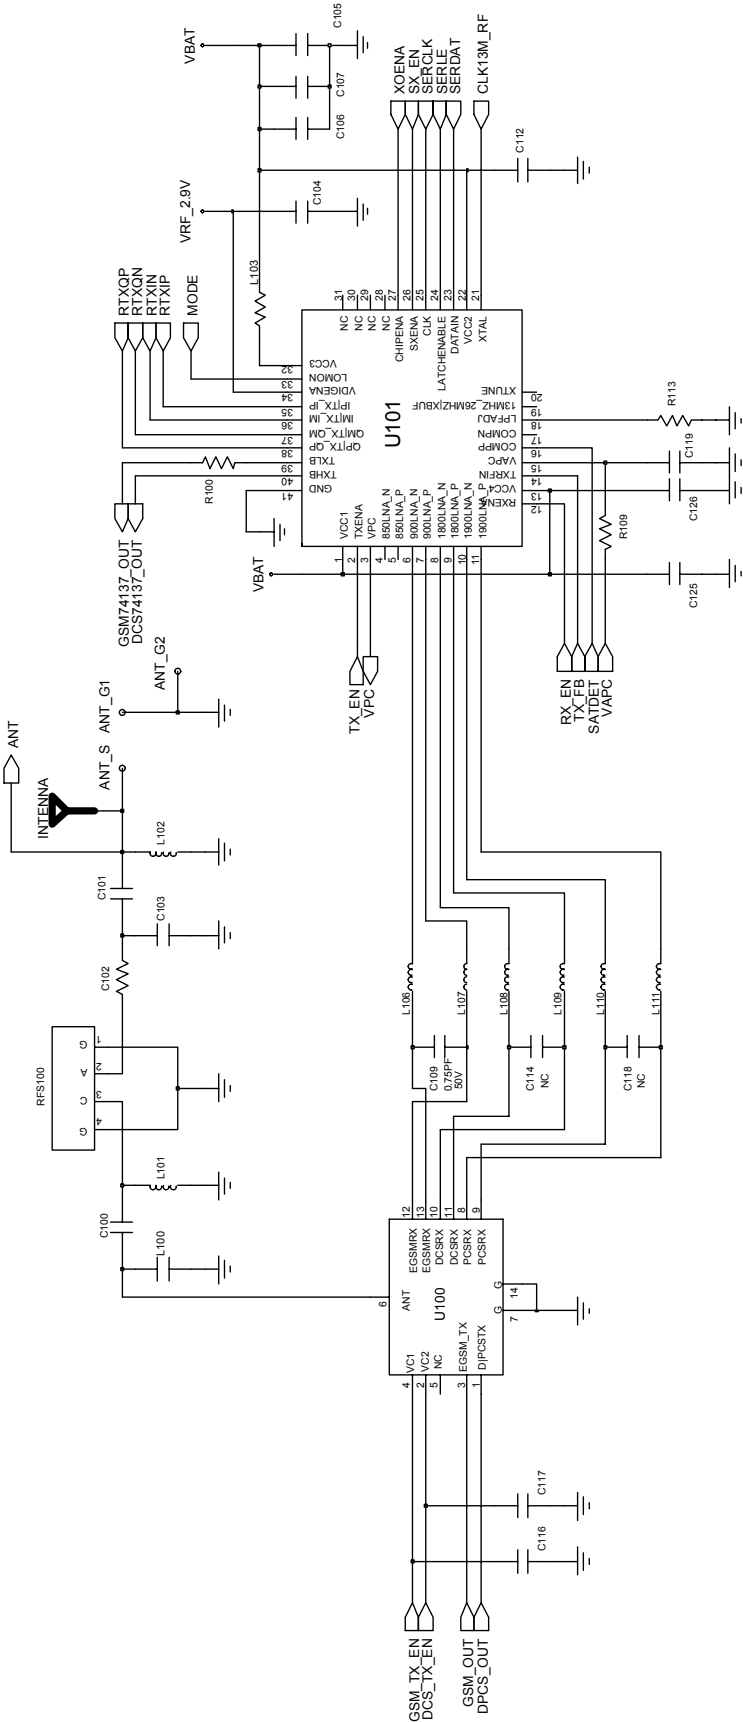 GSM_TX_EN
DCS_TX_EN
GSM_OUT
DPCS_OUT
C116
C117
4
2
5
3
1
VC1
VC2
NC
EGSM_TX
D|PCSTX
U100
ANT
6
G
7
G
14
EGSMRX
EGSMRX
DCSRX
DCSRX
PCSRX
PCSRX
12
13
10
11
8
9
L100
C100
L101
RFS100
G
C
A
G
4
3
2
1
C102
C103
C101
L102
INTENNA
ANT
ANT_S
ANT_G1
ANT_G2
C109
0.75PF
50V
C114
NC
C118
NC
L106
L107
L108
L109
L110
L111
TX_EN
VPC
RX_EN
TX_FB
SATDET
VAPC
VBAT
GSM74137_OUT
DCS74137_OUT
R100
R109
C125
C126
C119
R113
U101
1
2
3
4
5
6
7
8
9
10
11
VCC1
TXENA
VPC
850LNA_N
850LNA_P
900LNA_N
900LNA_P
1800LNA_N
1800LNA_P
1900LNA_N
1900LNA_P
12
13
14
15
16
17
18
19
20
RXENA
VCC4
TXRFIN
VAPC
COMPP
COMPN
LPFADJ
13MHZ_26MHZ|XBUF
XTUNE
21
22
23
24
25
26
27
28
29
30
31
XTAL
VCC2
DATAIN
LATCHENABLE
CLK
SXENA
CHIPENA
NC
NC
NC
NC
32
33
34
35
36
37
38
39
40
41
VCC3
LOMON
VDIGENA
IP|TX_IP
IM|TX_IM
QM|TX_QM
QP|TX_QP
TXLB
TXHB
GND
RTXQP
RTXQN
RTXIN
RTXIP
MODE
L103
VRF_2.9V
C104
VBAT
C106
C107
C105
C112
XOENA
SX_EN
SERCLK
SERLE
SERDAT
CLK13M_RF